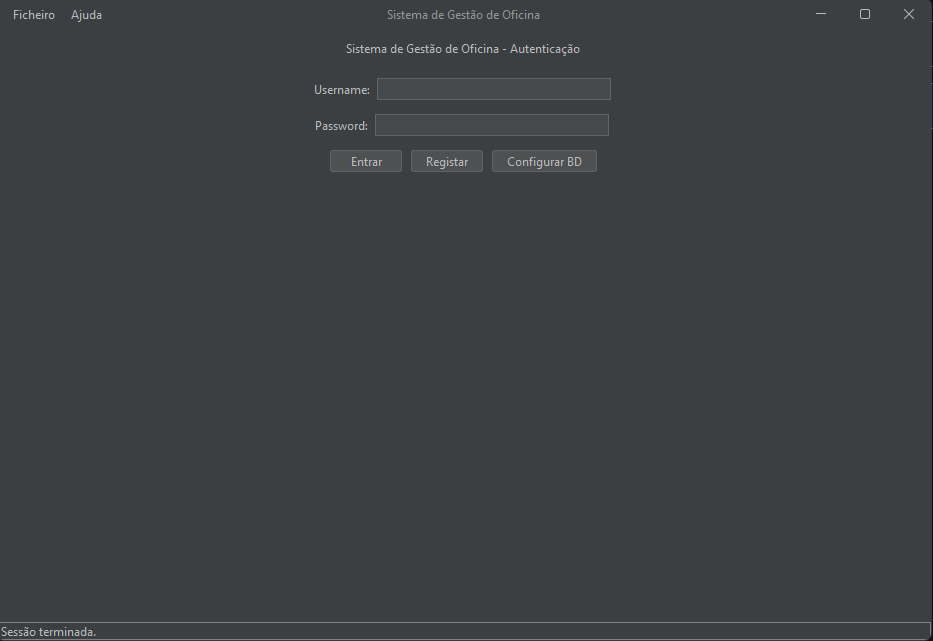 Ficheiro Ajuda Sistema de Gestão de Oficina
Sistema de Gestão de Oficina - Autenticação
Username:
Password:
Entrar Registar Configurar BD
Sessão terminada.